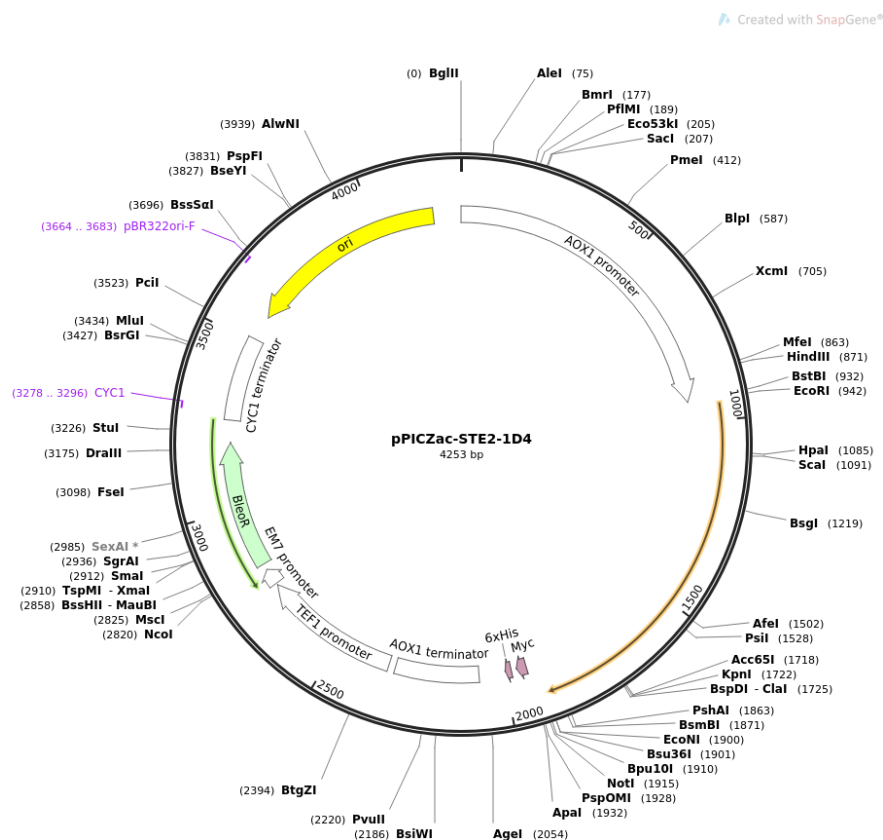 Created with SnapGene®
(0) BglII
AleI (75)
BmrI (177)
PflMI (189)
Eco53kI (205)
SacI (207)
PmeI (412)
BlpI (587)
XcmI (705)
MfeI (863)
HindIII (871)
BstBI (932)
EcoRI (942)
HpaI (1085)
ScaI (1091)
BsgI (1219)
AfeI (1502)
PsiI (1528)
Acc65I (1718)
KpnI (1722)
BspDI - ClaI (1725)
PshAI (1863)
BsmBI (1871)
EcoNI (1900)
Bsu36I (1901)
Bpu10I (1910)
NotI (1915)
PspOMI (1928)
ApaI (1932)
AgeI (2054)
(2186) BsiWI
(2220) PvuII
(2394) BtgZI
(2820) NcoI
(2825) MscI
(2858) BssHII - MauBI
(2910) TspMI - XmaI
(2912) SmaI
(2936) SgrAI
(2985) SexAI *
(3098) FseI
(3175) DraIII
(3226) StuI
(3278 .. 3296) CYC1
(3427) BsrGI
(3434) MluI
(3523) PciI
(3664 .. 3683) pBR322ori-F
(3696) BssSαI
(3827) BseYI
(3831) PspFI
(3939) AlwNI
500
1000
1500
2000
2500
3000
3500
4000
AOX1 promoter
Myc
6xHis
AOX1 terminator
TEF1 promoter
EM7 promoter
BleoR
CYC1 terminator
ori
pPICZac-STE2-1D4
4253 bp